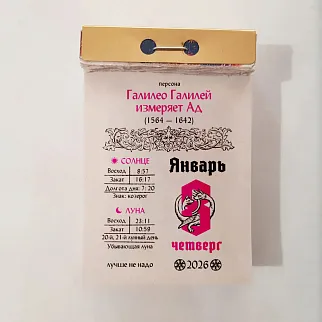 персона
Галилео Галилей
измеряет Ад
(1564 — 1642)
СОЛНЦЕ
Восход 8:57
Закат 16:17
Долгота дня: 7:20
Знак: козерог
ЛУНА
Восход 23:11
Закат 10:59
20-й, 21-й лунный день
Убывающая луна
лучше не надо
Январь
8
четверг
2026